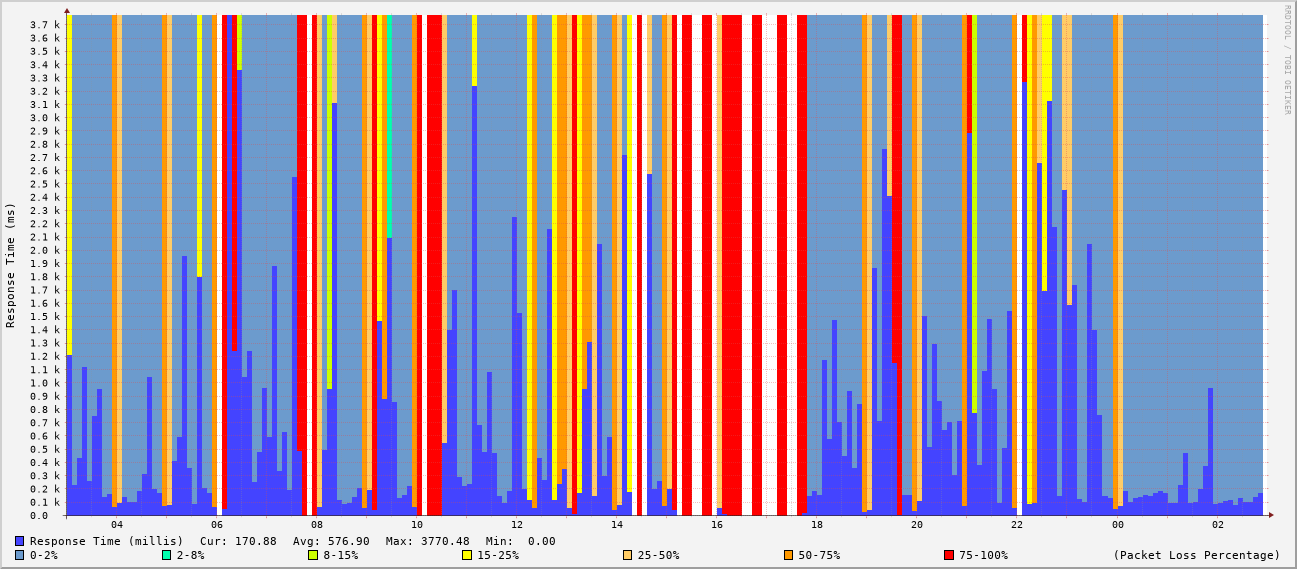 RRDTOOL / TOBI OETIKER
Response Time (ms)
3.7 k
3.6 k
3.5 k
3.4 k
3.3 k
3.2 k
3.1 k
3.0 k
2.9 k
2.8 k
2.7 k
2.6 k
2.5 k
2.4 k
2.3 k
2.2 k
2.1 k
2.0 k
1.9 k
1.8 k
1.7 k
1.6 k
1.5 k
1.4 k
1.3 k
1.2 k
1.1 k
1.0 k
0.9 k
0.8 k
0.7 k
0.6 k
0.5 k
0.4 k
0.3 k
0.2 k
0.1 k
0.0
04 06 08 10 12 14 16 18 20 22 00 02
Response Time (millis) Cur: 170.88 Avg: 576.90 Max: 3770.48 Min: 0.00
0-2% 2-8% 8-15% 15-25% 25-50% 50-75% 75-100% (Packet Loss Percentage)